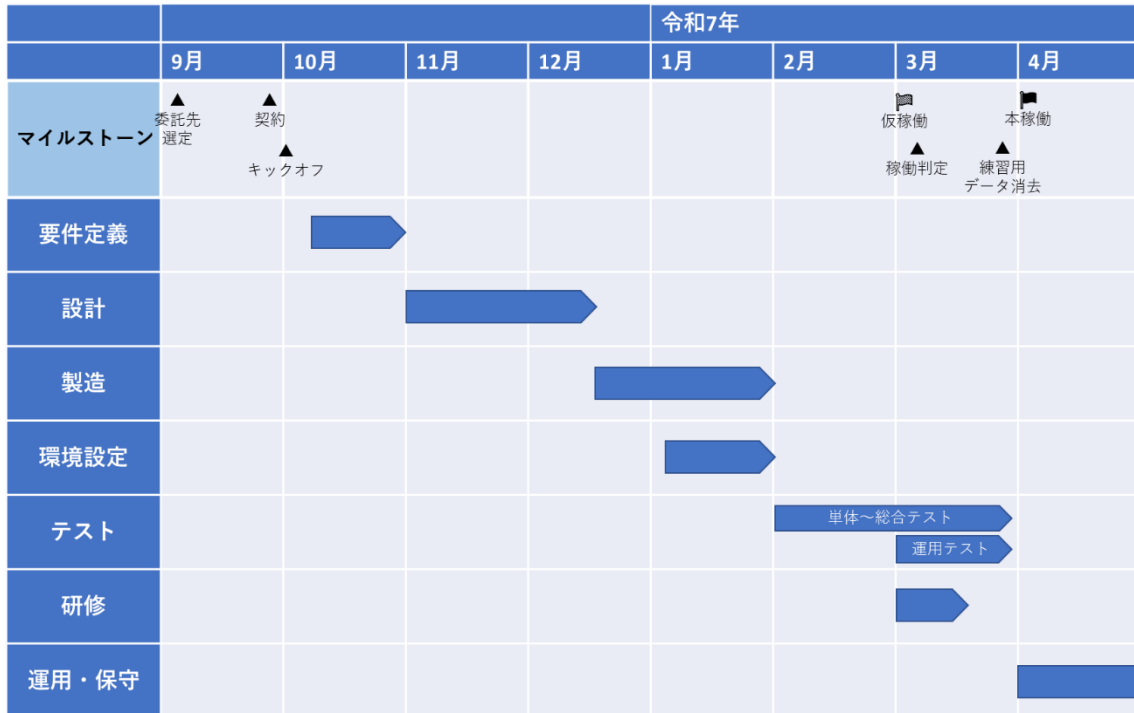 令和7年
9月 10月 11月 12月 1月 2月 3月 4月
マイルストーン
委託先
選定
契約
キックオフ
仮稼働
稼働判定
本稼働
練習用
データ消去
要件定義
設計
製造
環境設定
テスト
単体～総合テスト
運用テスト
研修
運用・保守